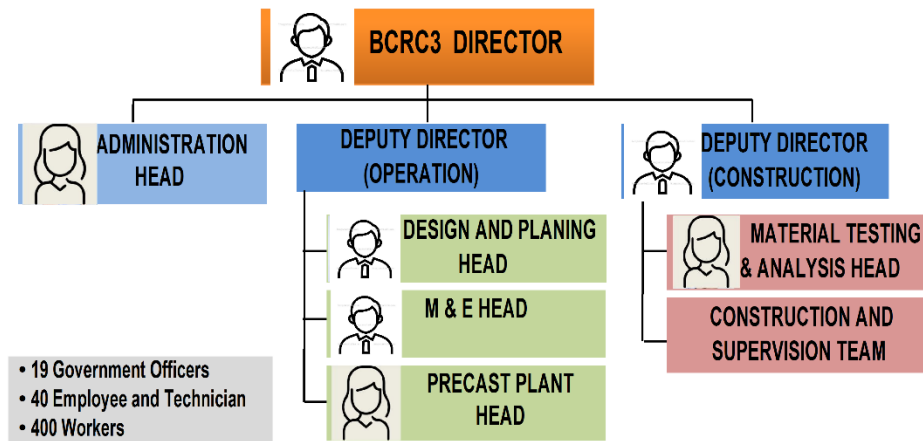 BCRC3 DIRECTOR
ADMINISTRATION
HEAD
DEPUTY DIRECTOR
(OPERATION)
DEPUTY DIRECTOR
(CONSTRUCTION)
DESIGN AND PLANING
HEAD
M & E HEAD
PRECAST PLANT
HEAD
MATERIAL TESTING
& ANALYSIS HEAD
CONSTRUCTION AND
SUPERVISION TEAM
• 19 Government Officers
• 40 Employee and Technician
• 400 Workers